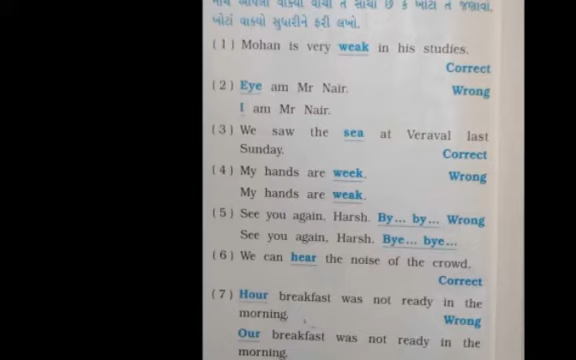 નીચે આપેલાં વાક્યો વાંચી તે સાચાં છે કે ખોટાં તે જણાવો.
ખોટાં વાક્યો સુધારીને ફરી લખો.
( 1 ) Mohan is very weak in his studies.
Correct
( 2 ) Eye am Mr Nair. Wrong
I am Mr Nair.
( 3 ) We saw the sea at Veraval last
Sunday. Correct
( 4 ) My hands are week. Wrong
My hands are weak.
( 5 ) See you again, Harsh. By... by... Wrong
See you again, Harsh. Bye... bye...
( 6 ) We can hear the noise of the crowd.
Correct
( 7 ) Hour breakfast was not ready in the
morning. Wrong
Our breakfast was not ready in the
morning.